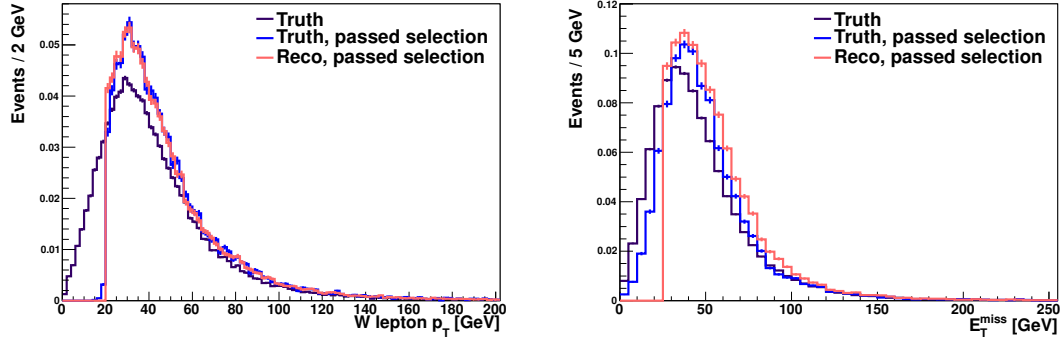 Events / 2 GeV
0.05
0.04
0.03
0.02
0.01
0
0 20 40 60 80 100 120 140 160 180 200
W lepton p_T [GeV]
Truth
Truth, passed selection
Reco, passed selection
Events / 5 GeV
0.12
0.1
0.08
0.06
0.04
0.02
0
0 50 100 150 200 250
E_T^miss [GeV]
Truth
Truth, passed selection
Reco, passed selection